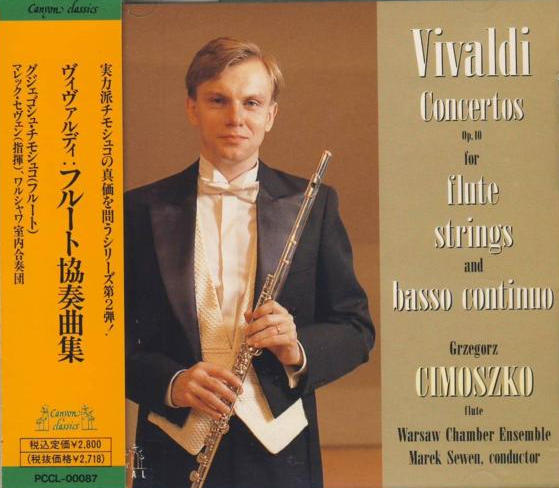 Canyon classics
実力派チモシュコの真価を問うシリーズ第2弾!
ヴィヴァルディ:フルート協奏曲集
グジェゴシュ・チモシュコ(フルート)
マレック・セヴェン(指揮)、ワルシャワ室内合奏団
Canyon
classics
税込定価¥2,800
(税抜価格¥2,718)
PCCL-00087
Vivaldi
Concertos
Op.10
for
flute
strings
and
basso continuo
Grzegorz
CIMOSZKO
flute
Warsaw Chamber Ensemble
Marek Sewen, conductor